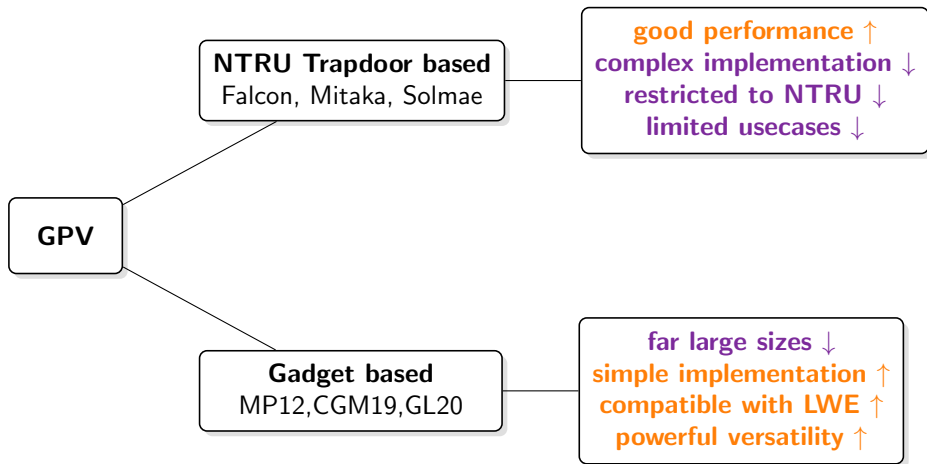 GPV
NTRU Trapdoor based
Falcon, Mitaka, Solmae
good performance ↑
complex implementation ↓
restricted to NTRU ↓
limited usecases ↓
Gadget based
MP12,CGM19,GL20
far large sizes ↓
simple implementation ↑
compatible with LWE ↑
powerful versatility ↑